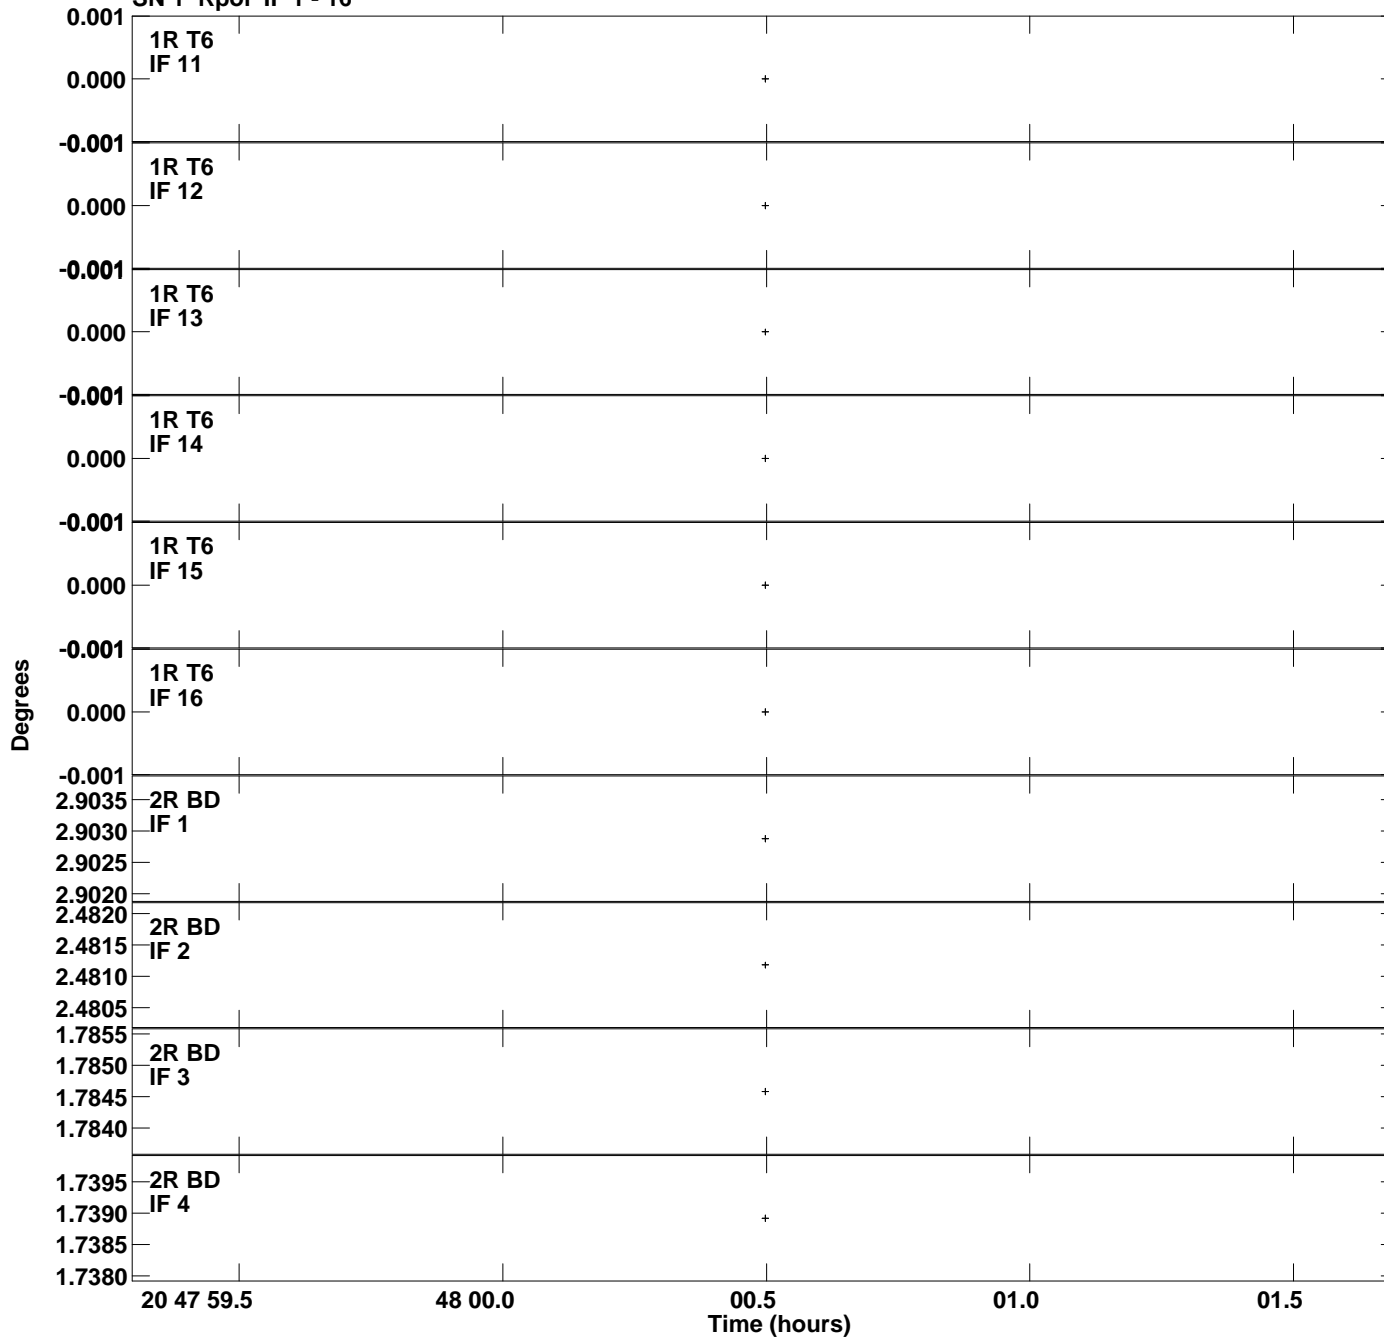 SN 1 Rpol IF 1 - 16
0.001
1R T6
IF 11
0.000
-0.001
1R T6
IF 12
0.000
-0.001
1R T6
IF 13
0.000
-0.001
1R T6
IF 14
0.000
-0.001
1R T6
IF 15
0.000
-0.001
1R T6
IF 16
0.000
-0.001
Degrees
2.9035
2R BD
IF 1
2.9030
2.9025
2.9020
2.4820
2R BD
2.4815
IF 2
2.4810
2.4805
1.7855
2R BD
1.7850
IF 3
1.7845
1.7840
2R BD
1.7395
IF 4
1.7390
1.7385
1.7380
20 47 59.5 48 00.0 00.5 01.0 01.5
Time (hours)